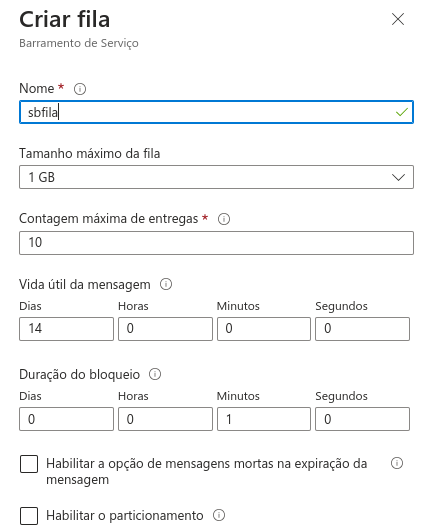 Criar fila
Barramento de Serviço
Nome *
sbfila
Tamanho máximo da fila
1 GB
Contagem máxima de entregas *
10
Vida útil da mensagem
Dias Horas Minutos Segundos
14 0 0 0
Duração do bloqueio
Dias Horas Minutos Segundos
0 0 1 0
Habilitar a opção de mensagens mortas na expiração da
mensagem
Habilitar o particionamento